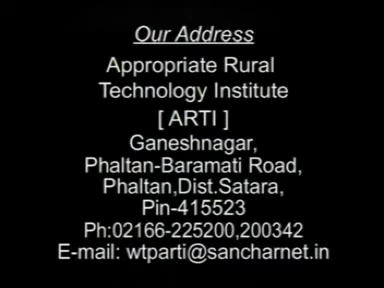 Our Address
Appropriate Rural
Technology Institute
[ ARTI ]
Ganeshnagar,
Phaltan-Baramati Road,
Phaltan,Dist.Satara,
Pin-415523
Ph:02166-225200,200342
E-mail: wtparti@sancharnet.in